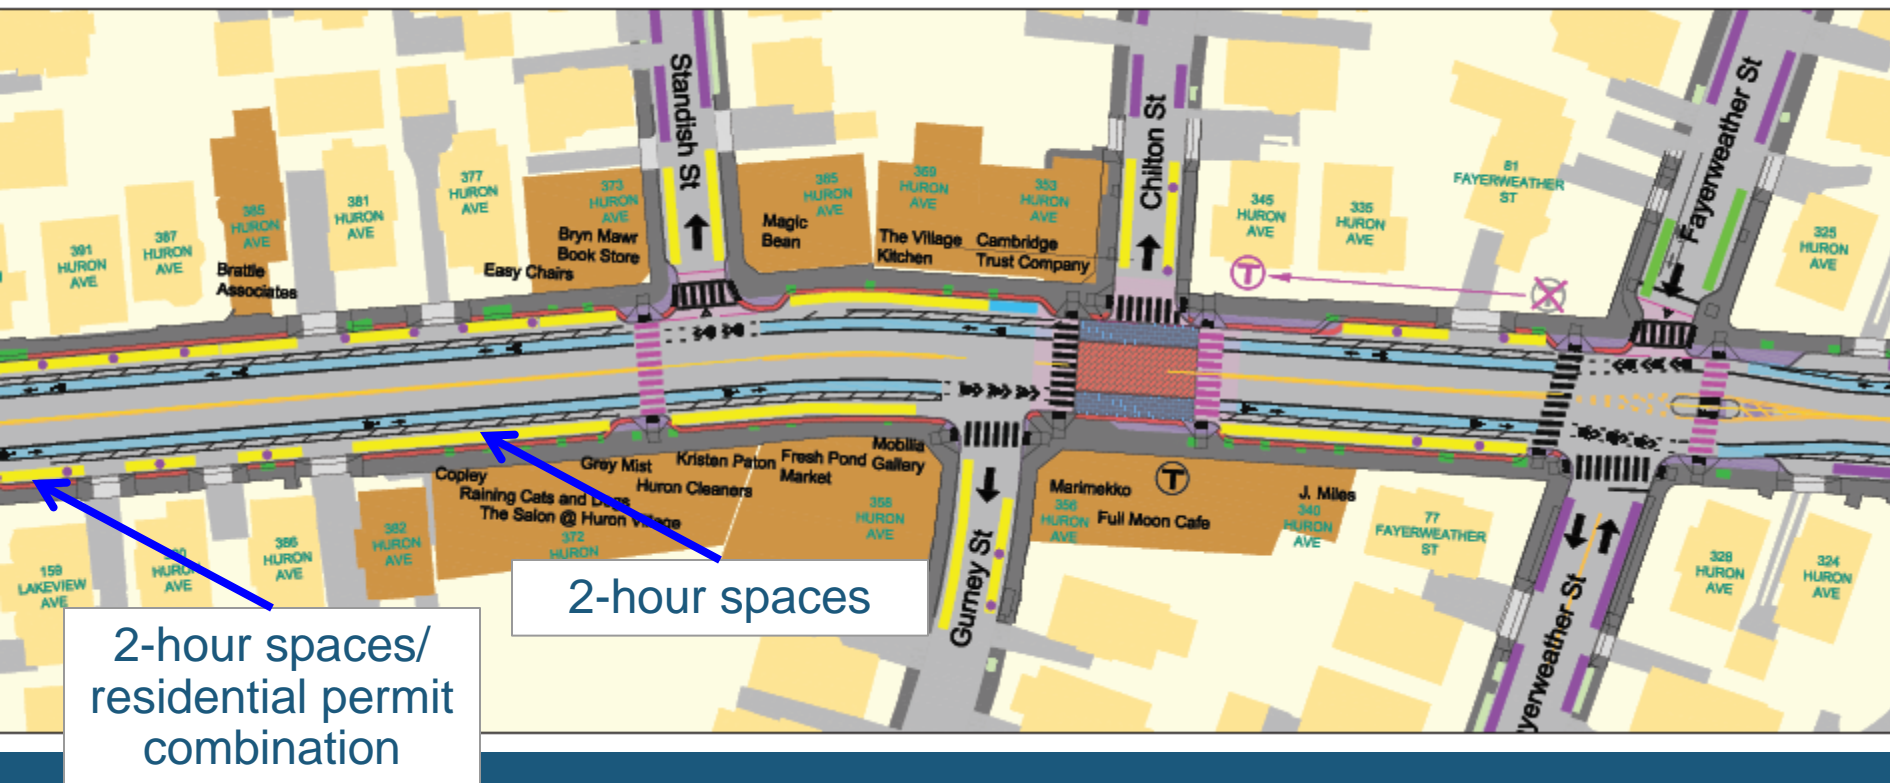 Standish St
Chilton St
Fayerweather St
391
HURON
AVE
387
HURON
AVE
385
HURON
AVE
Brattle
Associates
381
HURON
AVE
377
HURON
AVE
Easy Chairs
373
HURON
AVE
Bryn Mawr
Book Store
365
HURON
AVE
Magic
Bean
369
HURON
AVE
The Village
Kitchen
353
HURON
AVE
Cambridge
Trust Company
345
HURON
AVE
335
HURON
AVE
81
FAYERWEATHER
ST
325
HURON
AVE
T
T
159
LAKEVIEW
AVE
HURON
AVE
386
HURON
AVE
382
HURON
AVE
Copley
Raining Cats and Dogs
The Salon @ Huron Village
372
HURON
Grey Mist
Huron Cleaners
Kristen Paton
Fresh Pond
Market
Mobilia
Gallery
358
HURON
AVE
Gurney St
Marimekko
356
HURON
AVE
Full Moon Cafe
J. Miles
340
HURON
AVE
77
FAYERWEATHER
ST
yerweather St
328
HURON
AVE
324
HURON
AVE
2-hour spaces
2-hour spaces/
residential permit
combination